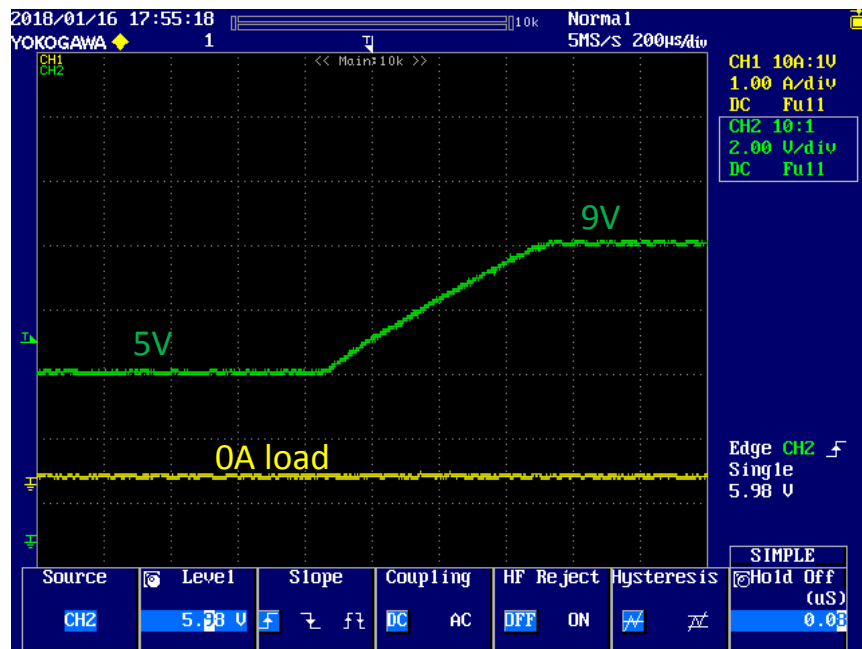 2018/01/16 17:55:18 10k Normal
YOKOGAWA 1 T 5MS/s 200µs/div
CH1 << Main:10k >>
CH2
CH1 10A:1V
1.00 A/div
DC Full
CH2 10:1
2.00 V/div
DC Full
9V
T
5V
0A load
Edge CH2
Single
5.98 V
SIMPLE
Source Level Slope Coupling HF Reject Hysteresis Hold Off
(uS)
CH2 5.98 V DC AC OFF ON 0.08